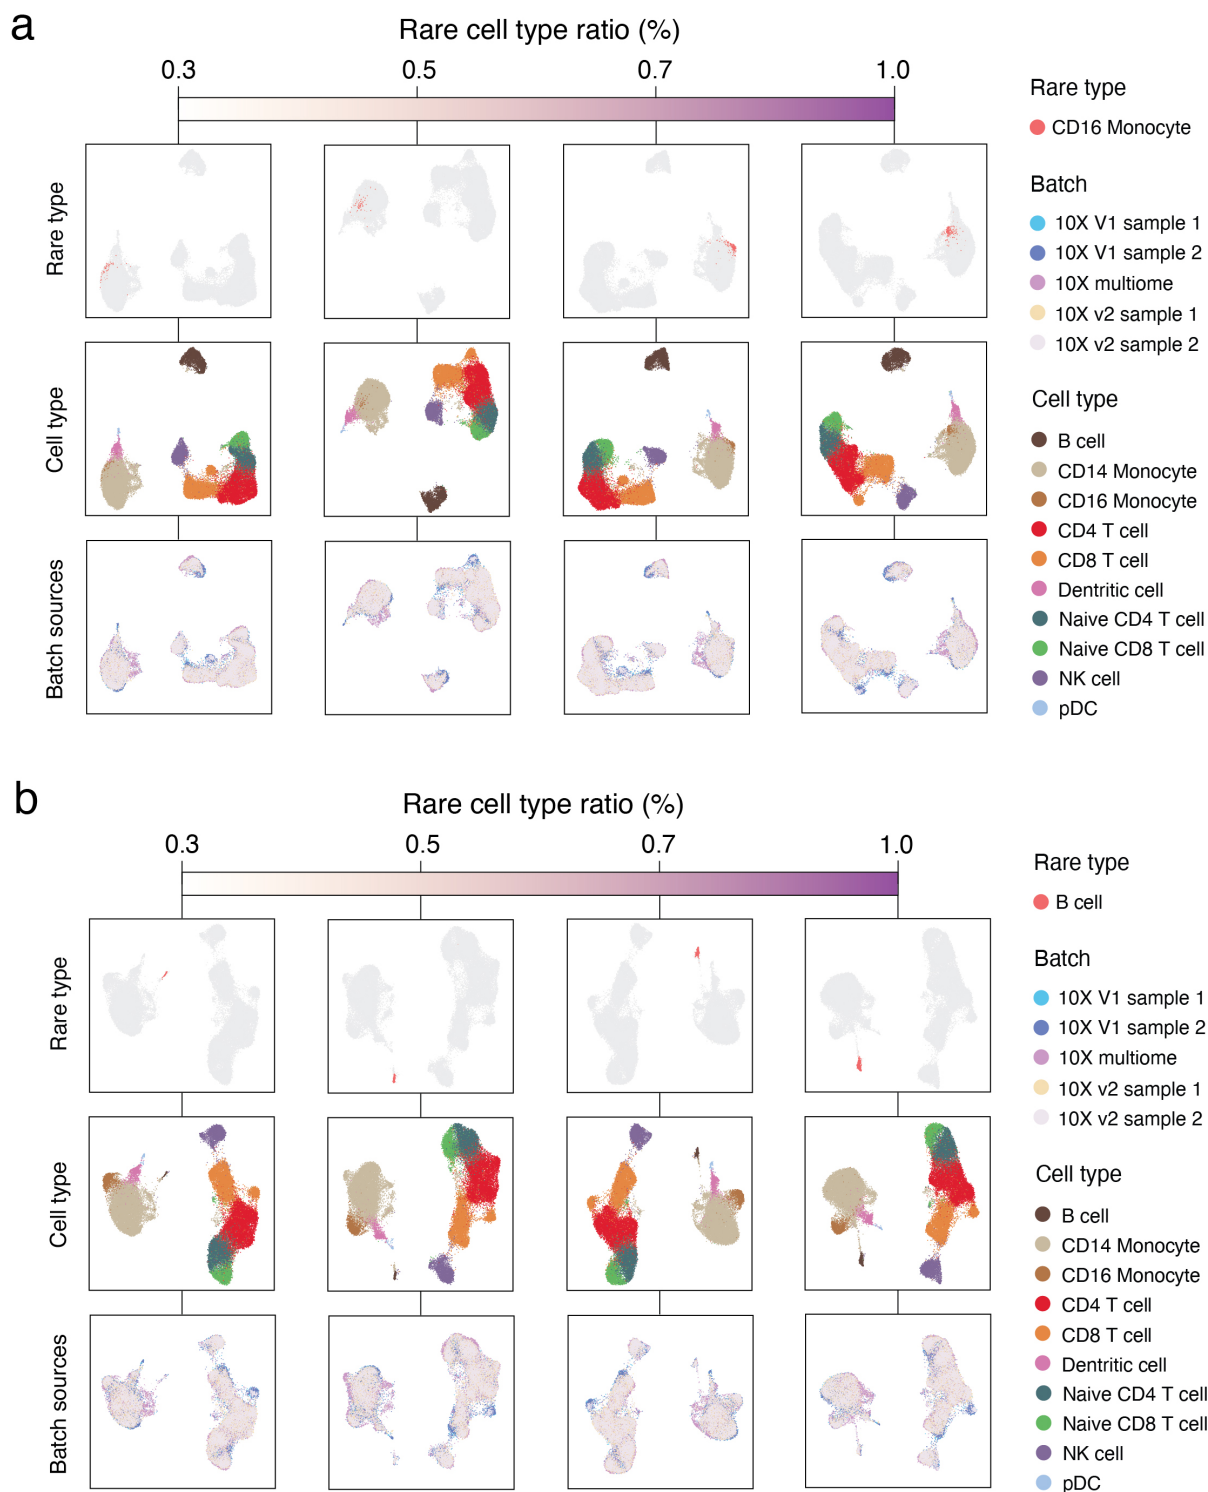 a
Rare cell type ratio (%)
0.3 0.5 0.7 1.0
Rare type
Cell type
Batch sources
Rare type
CD16 Monocyte
Batch
10X V1 sample 1
10X V1 sample 2
10X multiome
10X v2 sample 1
10X v2 sample 2
Cell type
B cell
CD14 Monocyte
CD16 Monocyte
CD4 T cell
CD8 T cell
Dentritic cell
Naive CD4 T cell
Naive CD8 T cell
NK cell
pDC
b
Rare cell type ratio (%)
0.3 0.5 0.7 1.0
Rare type
Cell type
Batch sources
Rare type
B cell
Batch
10X V1 sample 1
10X V1 sample 2
10X multiome
10X v2 sample 1
10X v2 sample 2
Cell type
B cell
CD14 Monocyte
CD16 Monocyte
CD4 T cell
CD8 T cell
Dentritic cell
Naive CD4 T cell
Naive CD8 T cell
NK cell
pDC